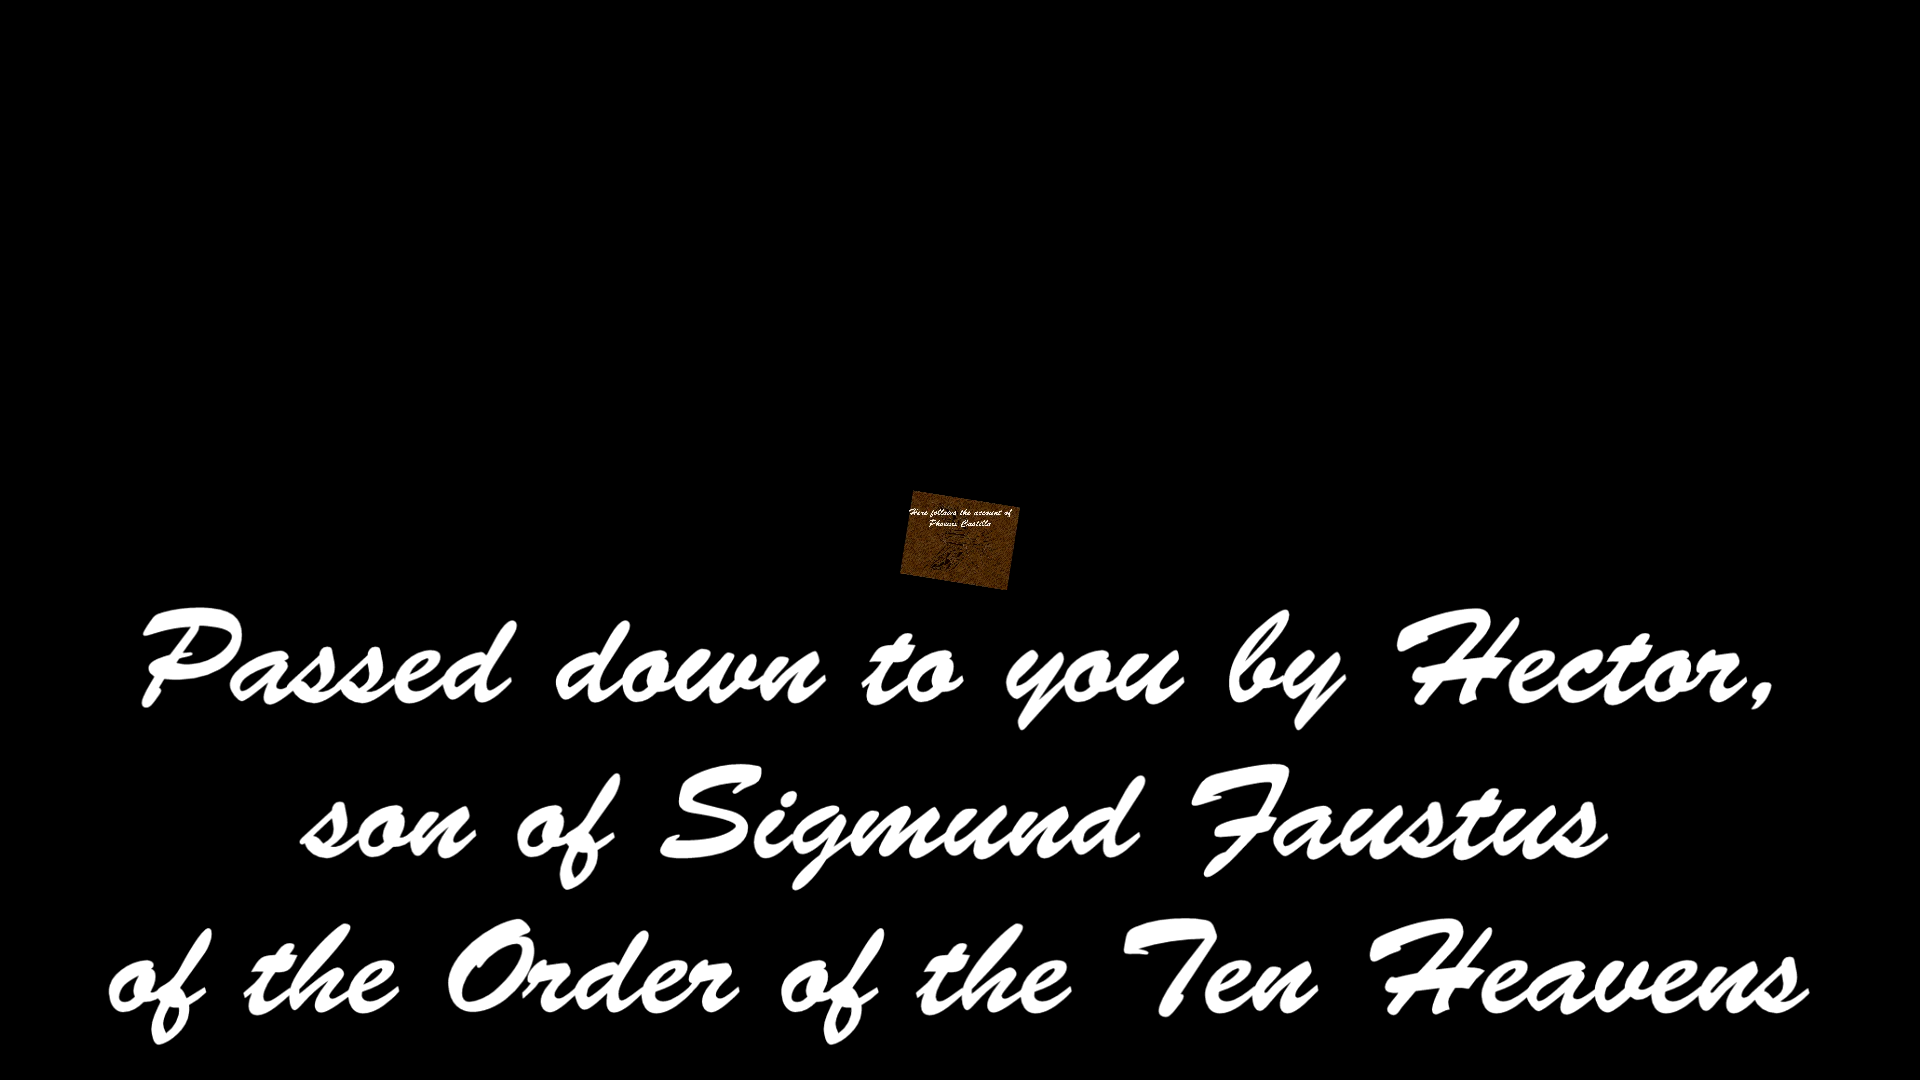 Here follows the account of
Castilla
Passed down to you by Hector,
son of Sigmund Faustus
of the Order of the Ten Heavens